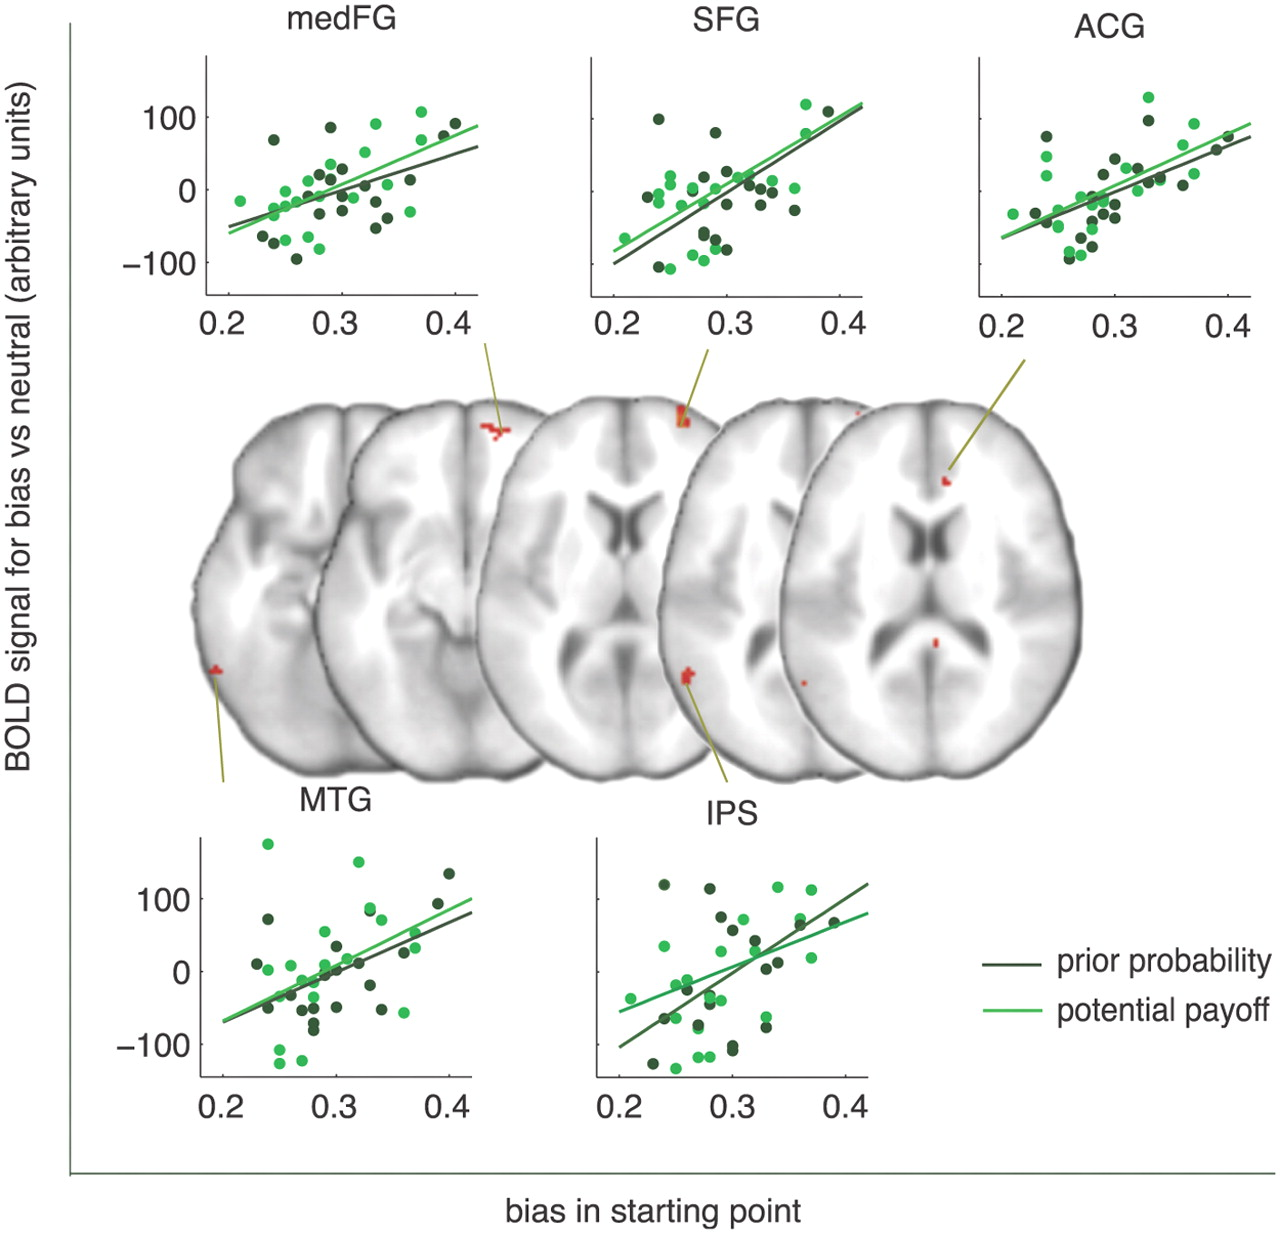 medFG
SFG
ACG
BOLD signal for bias vs neutral (arbitrary units)
100
0
−100
0.2 0.3 0.4
0.2 0.3 0.4
0.2 0.3 0.4
MTG
IPS
100
0
−100
0.2 0.3 0.4
0.2 0.3 0.4
prior probability
potential payoff
bias in starting point